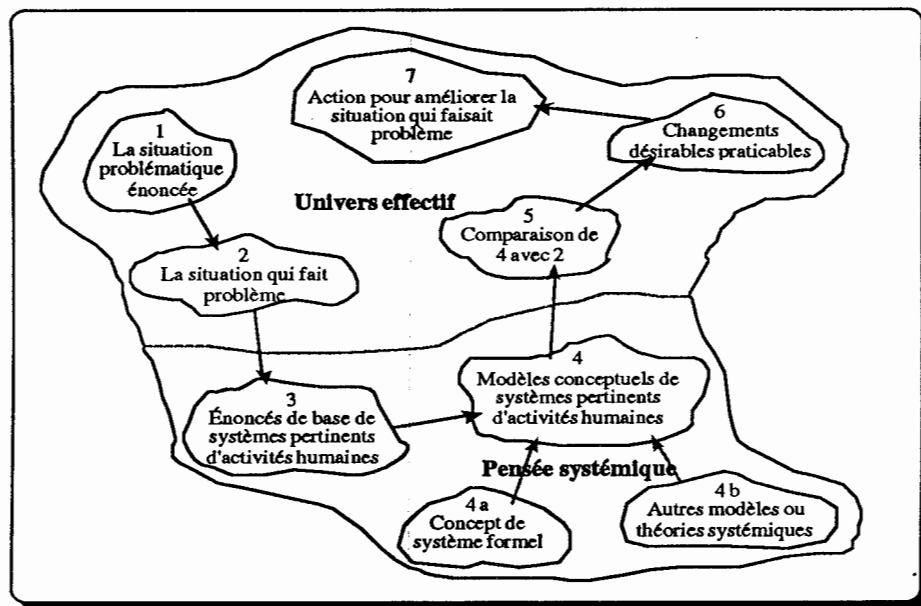 7
Action pour améliorer la
situation qui faisait
problème
6
Changements
désirables praticables
1
La situation
problématique
énoncée
Univers effectif
5
Comparaison de
4 avec 2
2
La situation qui fait
problème
4
Modèles conceptuels de
systèmes pertinents
d'activités humaines
3
Énoncés de base de
systèmes pertinents
d'activités humaines
Pensée systémique
4a
Concept de
système formel
4b
Autres modèles ou
théories systémiques